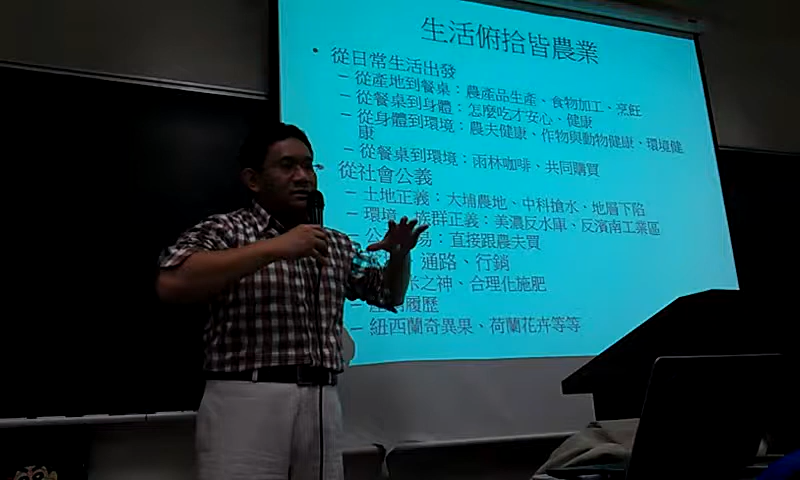 生活俯拾皆農業
• 從日常生活出發
– 從產地到餐桌：農產品生產、食物加工、烹飪
– 從餐桌到身體：怎麼吃才安心、健康
– 從身體到環境：農夫健康、作物與動物健康、環境健
康
– 從餐桌到環境：雨林咖啡、共同購買
從社會公義
– 土地正義：大埔農地、中科搶水、地層下陷
– 環境、族群正義：美濃反水庫、反濱南工業區
– 公 易：直接跟農夫買
通路、行銷
米之神、合理化施肥
履歷
– 紐西蘭奇異果、荷蘭花卉等等